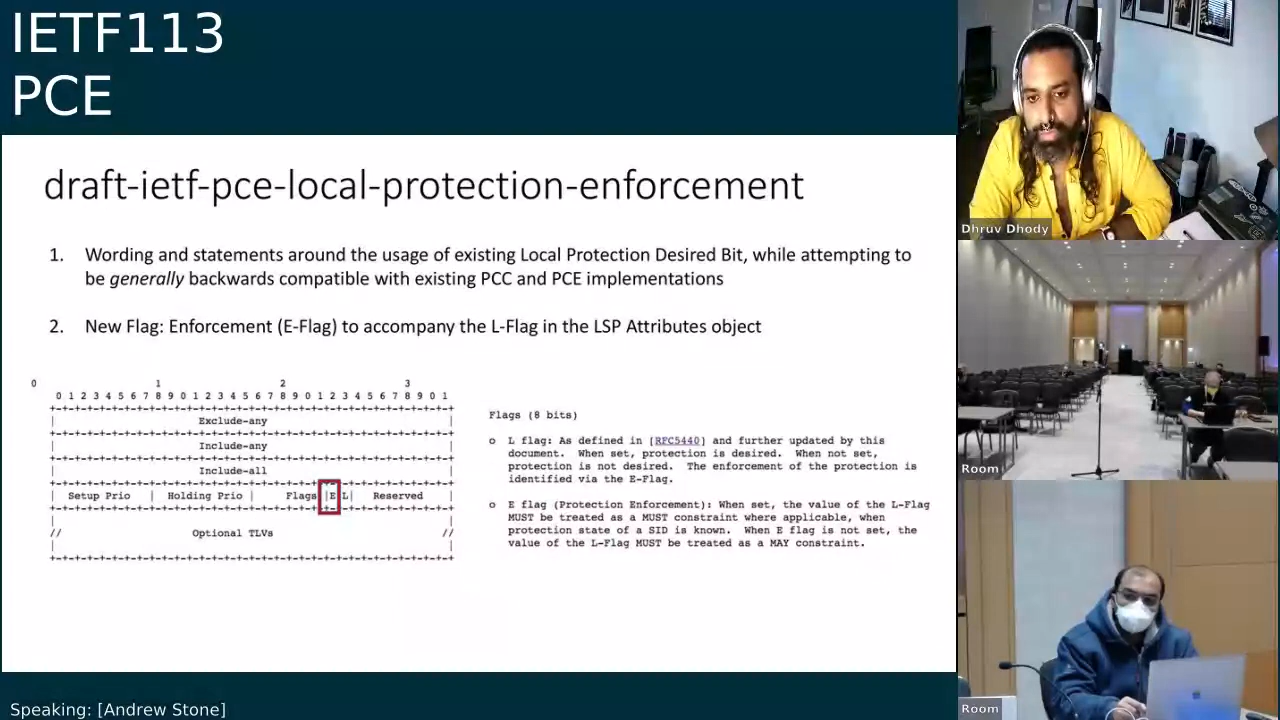 IETF113
PCE
draft-ietf-pce-local-protection-enforcement
1. Wording and statements around the usage of existing Local Protection Desired Bit, while attempting to
be generally backwards compatible with existing PCC and PCE implementations
2. New Flag: Enforcement (E-Flag) to accompany the L-Flag in the LSP Attributes object
0 1 2 3
0 1 2 3 4 5 6 7 8 9 0 1 2 3 4 5 6 7 8 9 0 1 2 3 4 5 6 7 8 9 0 1
+-+-+-+-+-+-+-+-+-+-+-+-+-+-+-+-+-+-+-+-+-+-+-+-+-+-+-+-+-+-+-+-+
| Exclude-any |
+-+-+-+-+-+-+-+-+-+-+-+-+-+-+-+-+-+-+-+-+-+-+-+-+-+-+-+-+-+-+-+-+
| Include-any |
+-+-+-+-+-+-+-+-+-+-+-+-+-+-+-+-+-+-+-+-+-+-+-+-+-+-+-+-+-+-+-+-+
| Include-all |
+-+-+-+-+-+-+-+-+-+-+-+-+-+-+-+-+-+-+-+-+-+-+-+-+-+-+-+-+-+-+-+-+
| Setup Prio | Holding Prio | Flags |E|L| Reserved |
+-+-+-+-+-+-+-+-+-+-+-+-+-+-+-+-+-+-+-+-+-+-+-+-+-+-+-+-+-+-+-+-+
| |
// Optional TLVs //
| |
+-+-+-+-+-+-+-+-+-+-+-+-+-+-+-+-+-+-+-+-+-+-+-+-+-+-+-+-+-+-+-+-+
Flags (8 bits)
o L flag: As defined in [RFC5440] and further updated by this
document. When set, protection is desired. When not set,
protection is not desired. The enforcement of the protection is
identified via the E-Flag.
o E flag (Protection Enforcement): When set, the value of the L-Flag
MUST be treated as a MUST constraint where applicable, when
protection state of a SID is known. When E flag is not set, the
value of the L-Flag MUST be treated as a MAY constraint.
Dhruv Dhody
Room
Room
Speaking: [Andrew Stone]